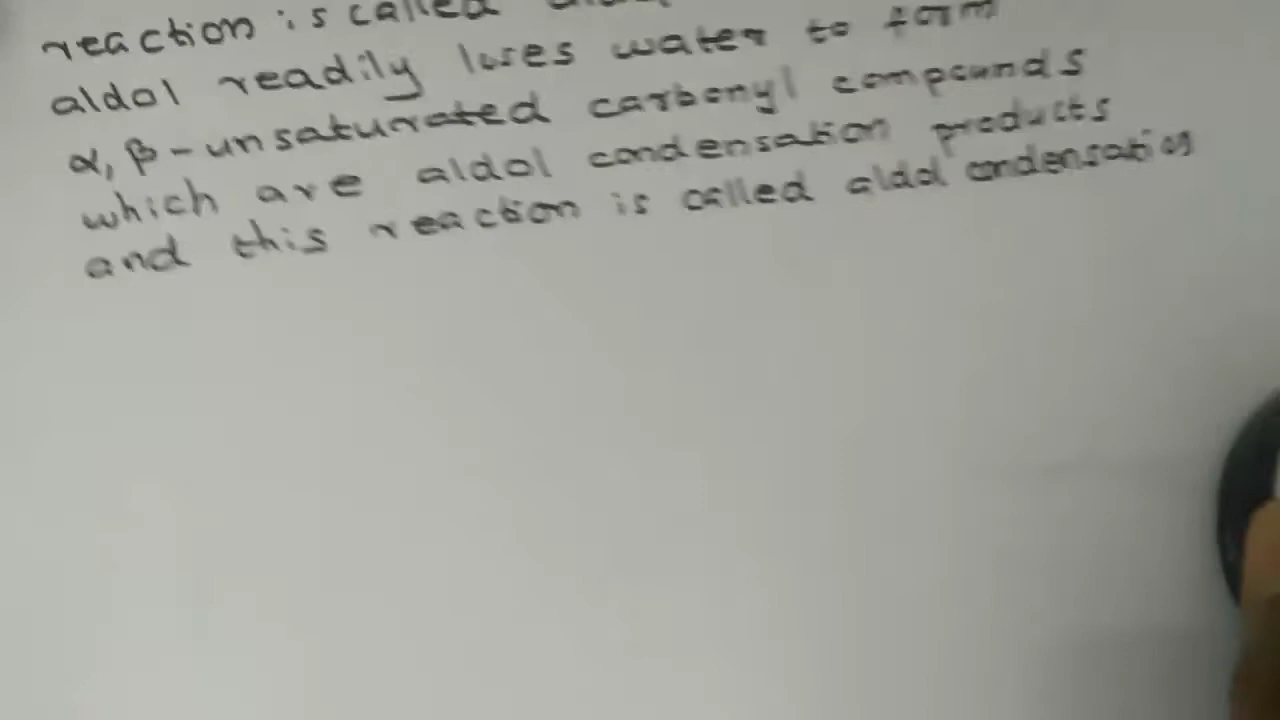 reaction is called
aldol readily loses water to form
α, β - unsaturated carbonyl compounds
which are aldol condensation products
and this reaction is called aldol condensation